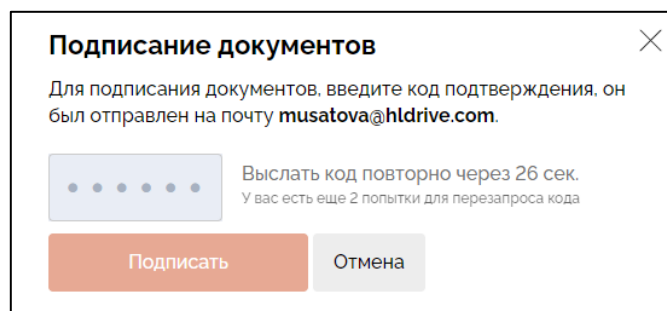 Подписание документов
Для подписания документов, введите код подтверждения, он
был отправлен на почту musatova@hldrive.com.
Выслать код повторно через 26 сек.
У вас есть еще 2 попытки для перезапроса кода
Подписать Отмена